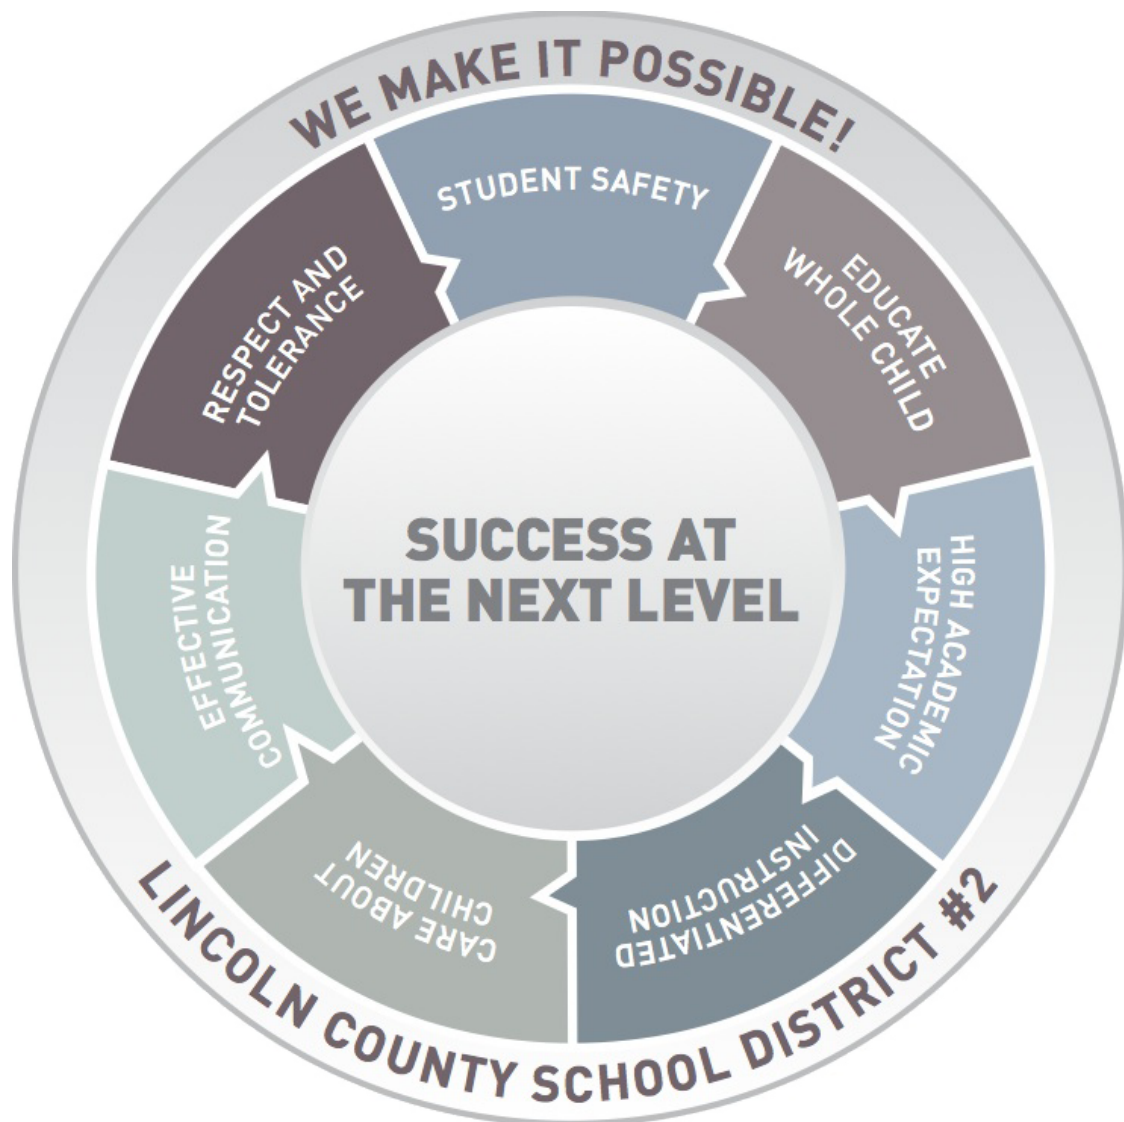 WE MAKE IT POSSIBLE!
STUDENT SAFETY
EDUCATE
WHOLE CHILD
HIGH ACADEMIC
EXPECTATION
DIFFERENTIATED
INSTRUCTION
CARE ABOUT
CHILDREN
EFFECTIVE
COMMUNICATION
RESPECT AND
TOLERANCE
SUCCESS AT
THE NEXT LEVEL
LINCOLN COUNTY SCHOOL DISTRICT #2